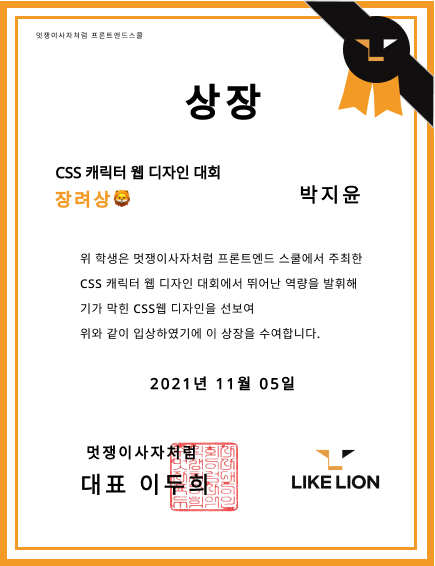 멋쟁이사자처럼 프론트엔드스쿨
상장
CSS 캐릭터 웹 디자인 대회
장려상
박지윤
위 학생은 멋쟁이사자처럼 프론트엔드 스쿨에서 주최한
CSS 캐릭터 웹 디자인 대회에서 뛰어난 역량을 발휘해
기가 막힌 CSS웹 디자인을 선보여
위와 같이 입상하였기에 이 상장을 수여합니다.
2021년 11월 05일
멋쟁이사자처럼
대표 이두희
LIKE LION